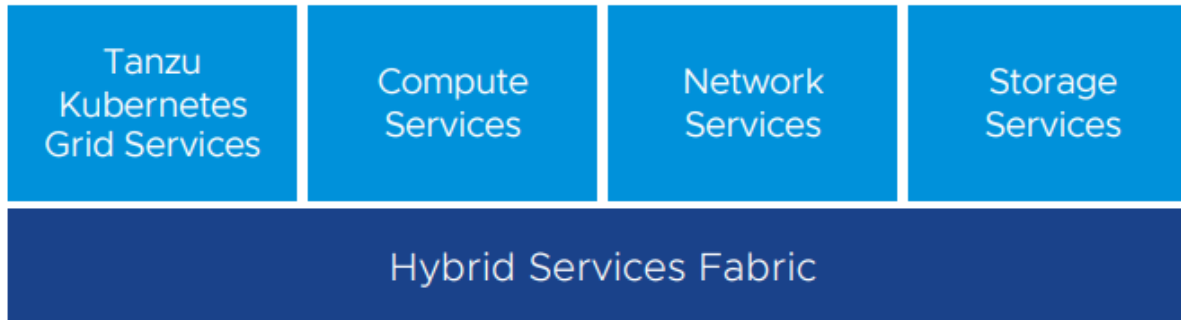 Tanzu
Kubernetes
Grid Services
Compute
Services
Network
Services
Storage
Services
Hybrid Services Fabric